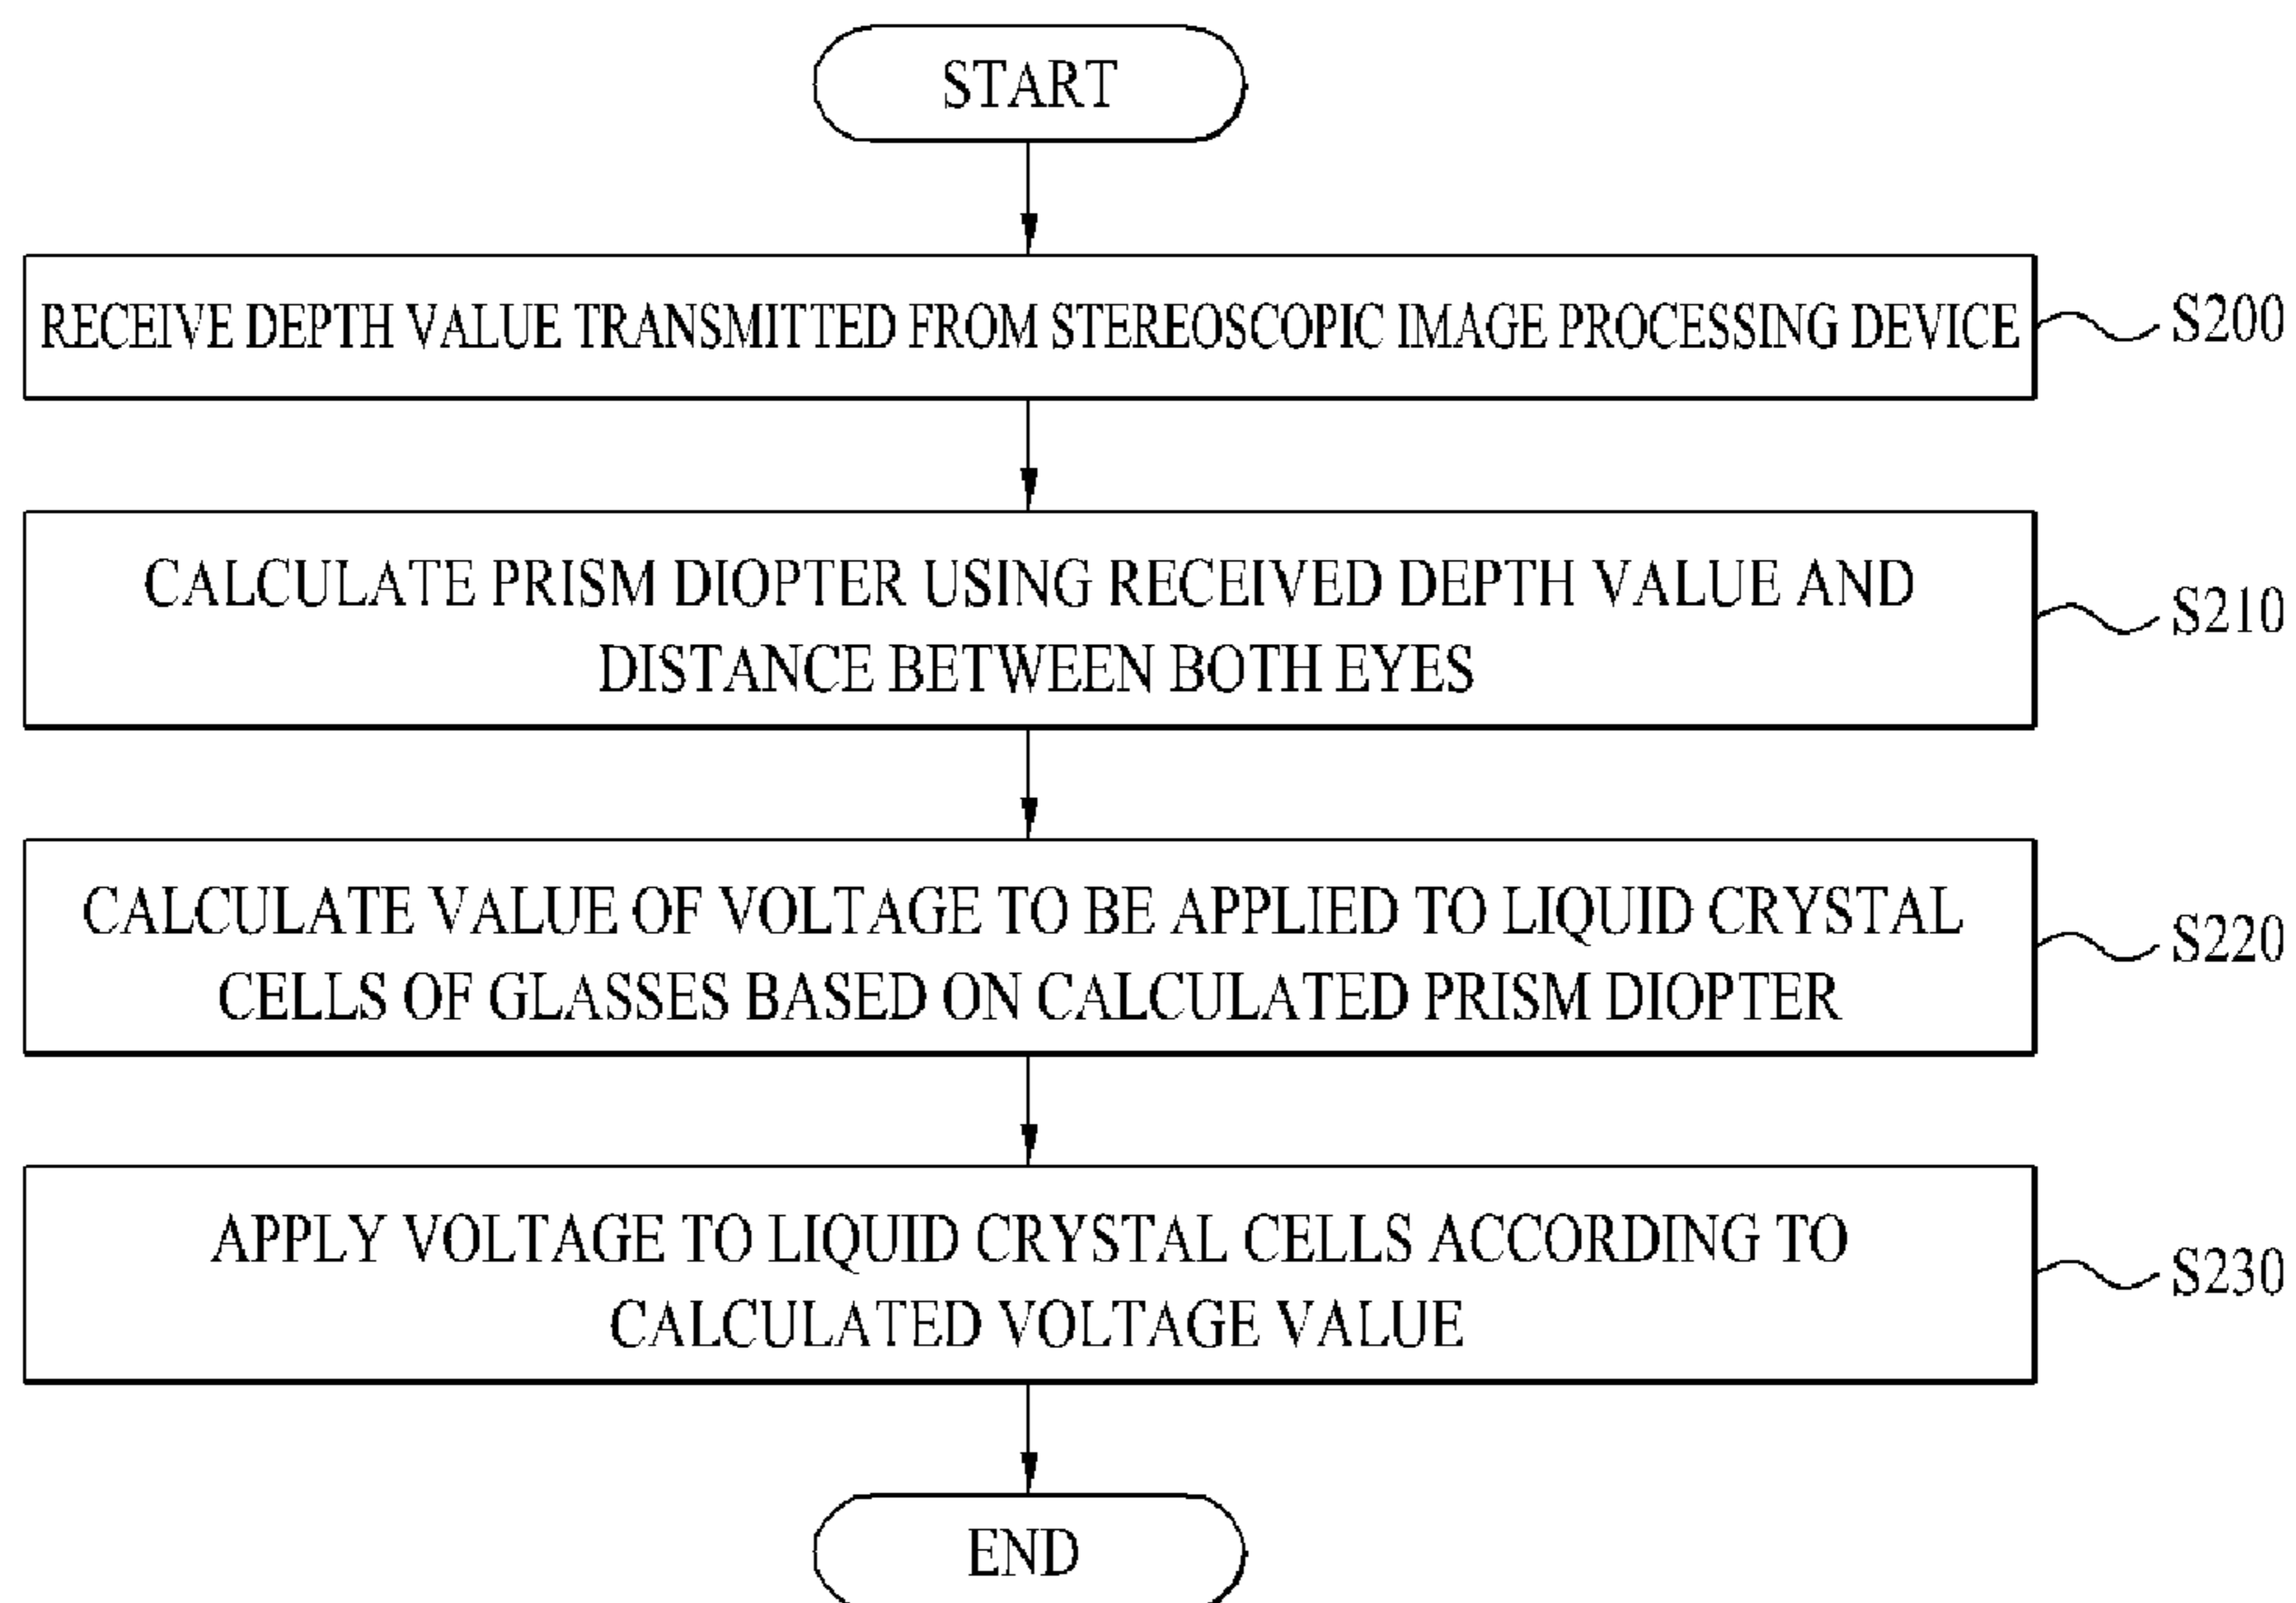 START
RECEIVE DEPTH VALUE TRANSMITTED FROM STEREOSCOPIC IMAGE PROCESSING DEVICE
S200
CALCULATE PRISM DIOPTER USING RECEIVED DEPTH VALUE AND
DISTANCE BETWEEN BOTH EYES
S210
CALCULATE VALUE OF VOLTAGE TO BE APPLIED TO LIQUID CRYSTAL
CELLS OF GLASSES BASED ON CALCULATED PRISM DIOPTER
S220
APPLY VOLTAGE TO LIQUID CRYSTAL CELLS ACCORDING TO
CALCULATED VOLTAGE VALUE
S230
END